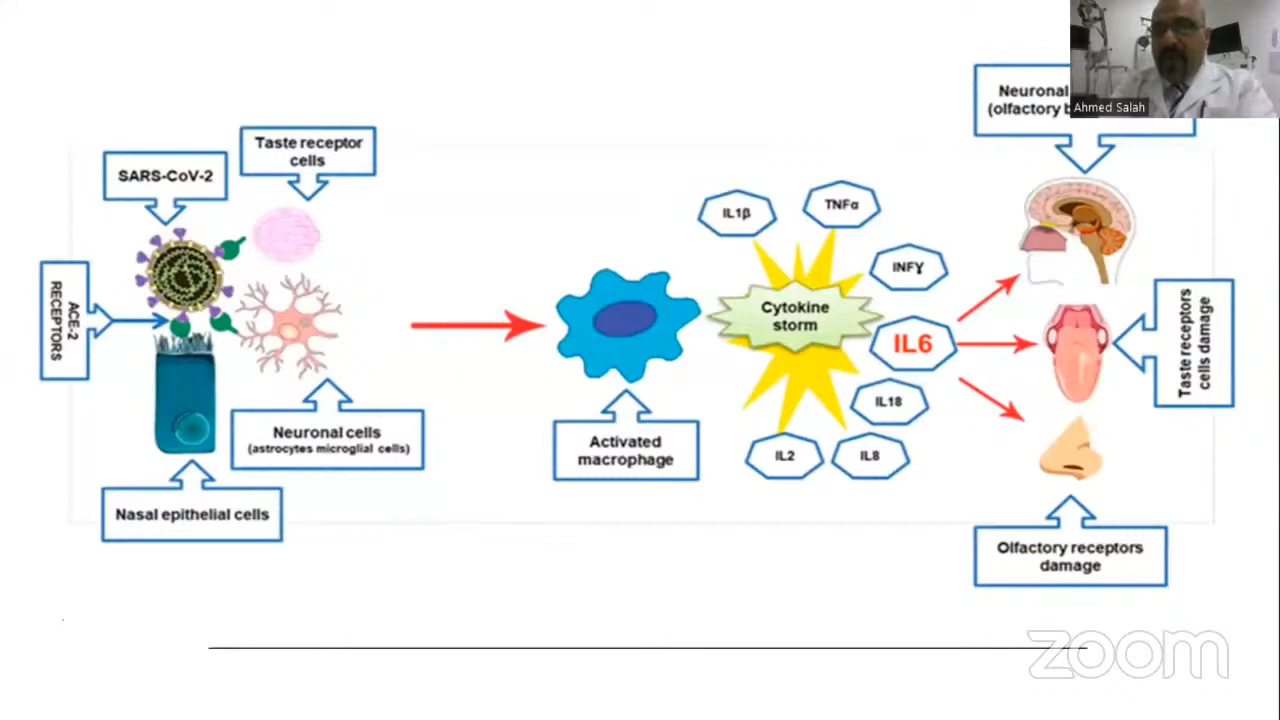 Neuronal
(olfactory b
Ahmed Salah
Taste receptor
cells
SARS-CoV-2
ACE-2
RECEPTORS
Neuronal cells
(astrocytes microglial cells)
Nasal epithelial cells
Activated
macrophage
IL1β
TNFα
INFɣ
Cytokine
storm
IL6
IL18
IL2
IL8
Taste receptors
cells damage
Olfactory receptors
damage
zoom